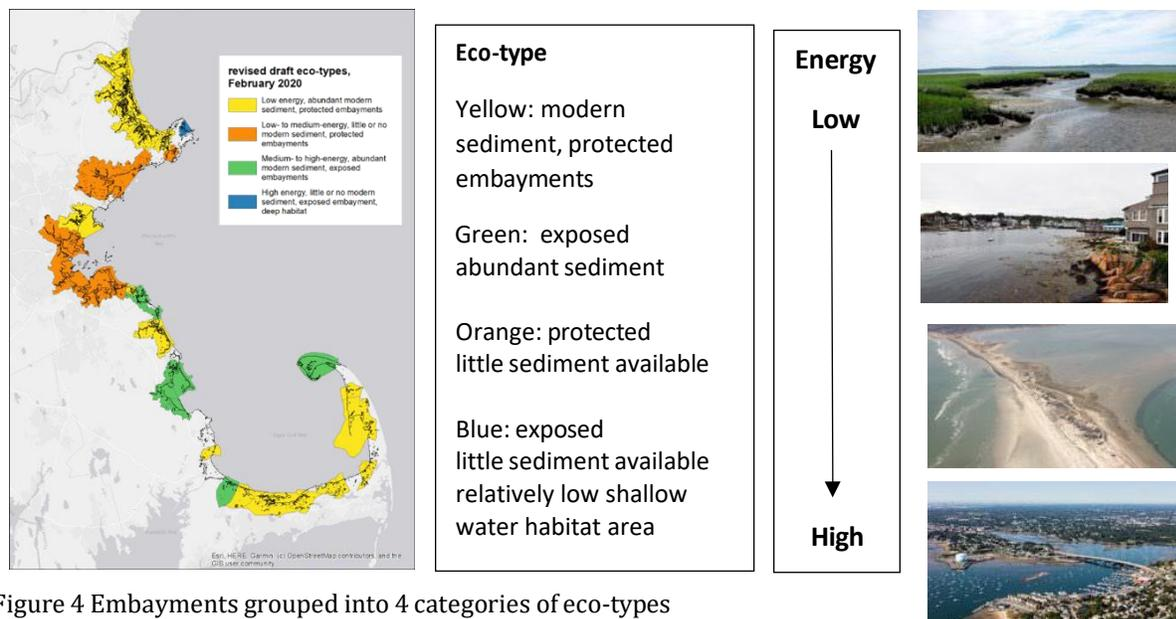 revised draft eco-types,
February 2020
Low energy, abundant modern
sediment, protected embayments
Low- to medium-energy, little or no
modern sediment, protected
embayments
Medium- to high-energy, abundant
modern sediment, exposed
embayments
High energy, little or no modern
sediment, exposed embayment,
deep habitat
Esri, HERE, Garmin, (c) OpenStreetMap contributors, and the
GIS user community
Eco-type
Yellow: modern
sediment, protected
embayments
Green: exposed
abundant sediment
Orange: protected
little sediment available
Blue: exposed
little sediment available
relatively low shallow
water habitat area
Energy
Low
High
Figure 4 Embayments grouped into 4 categories of eco-types